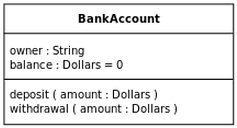 BankAccount
owner : String
balance : Dollars = 0
deposit ( amount : Dollars )
withdrawal ( amount : Dollars )